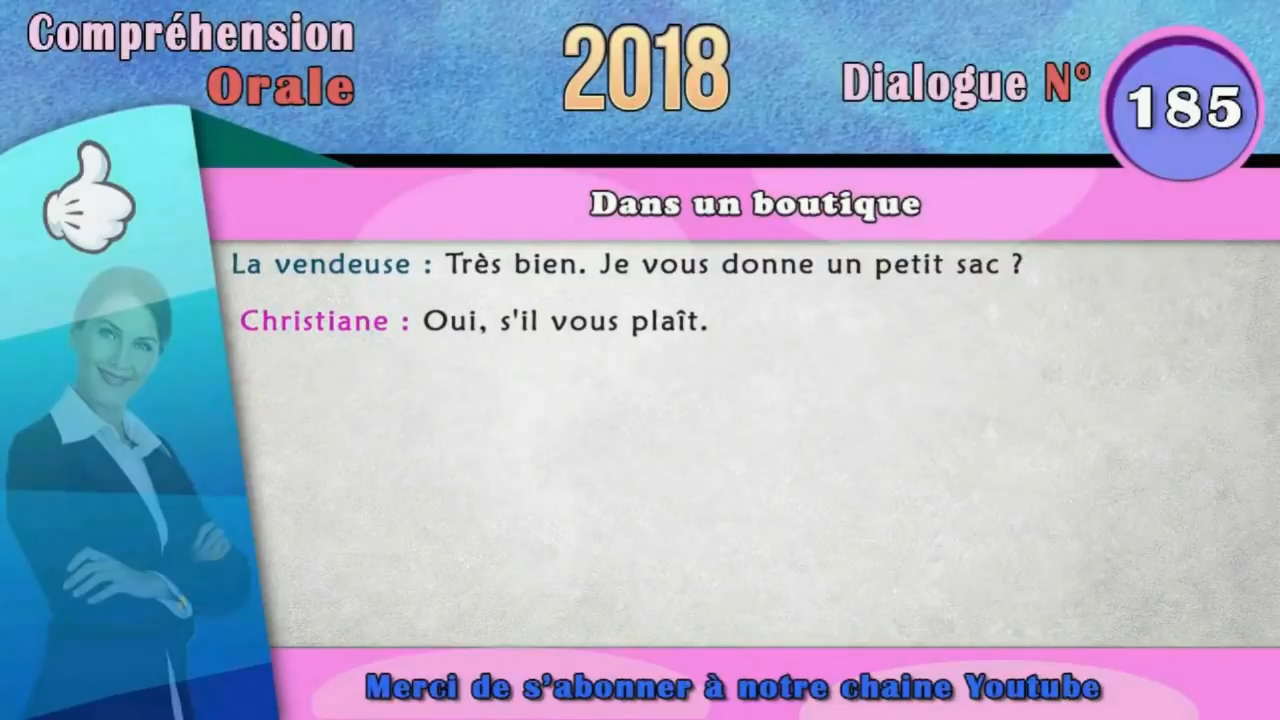 Compréhension
Orale
2018
Dialogue N°
185
Dans un boutique
La vendeuse : Très bien. Je vous donne un petit sac ?
Christiane : Oui, s'il vous plaît.
Merci de s'abonner à notre chaine Youtube